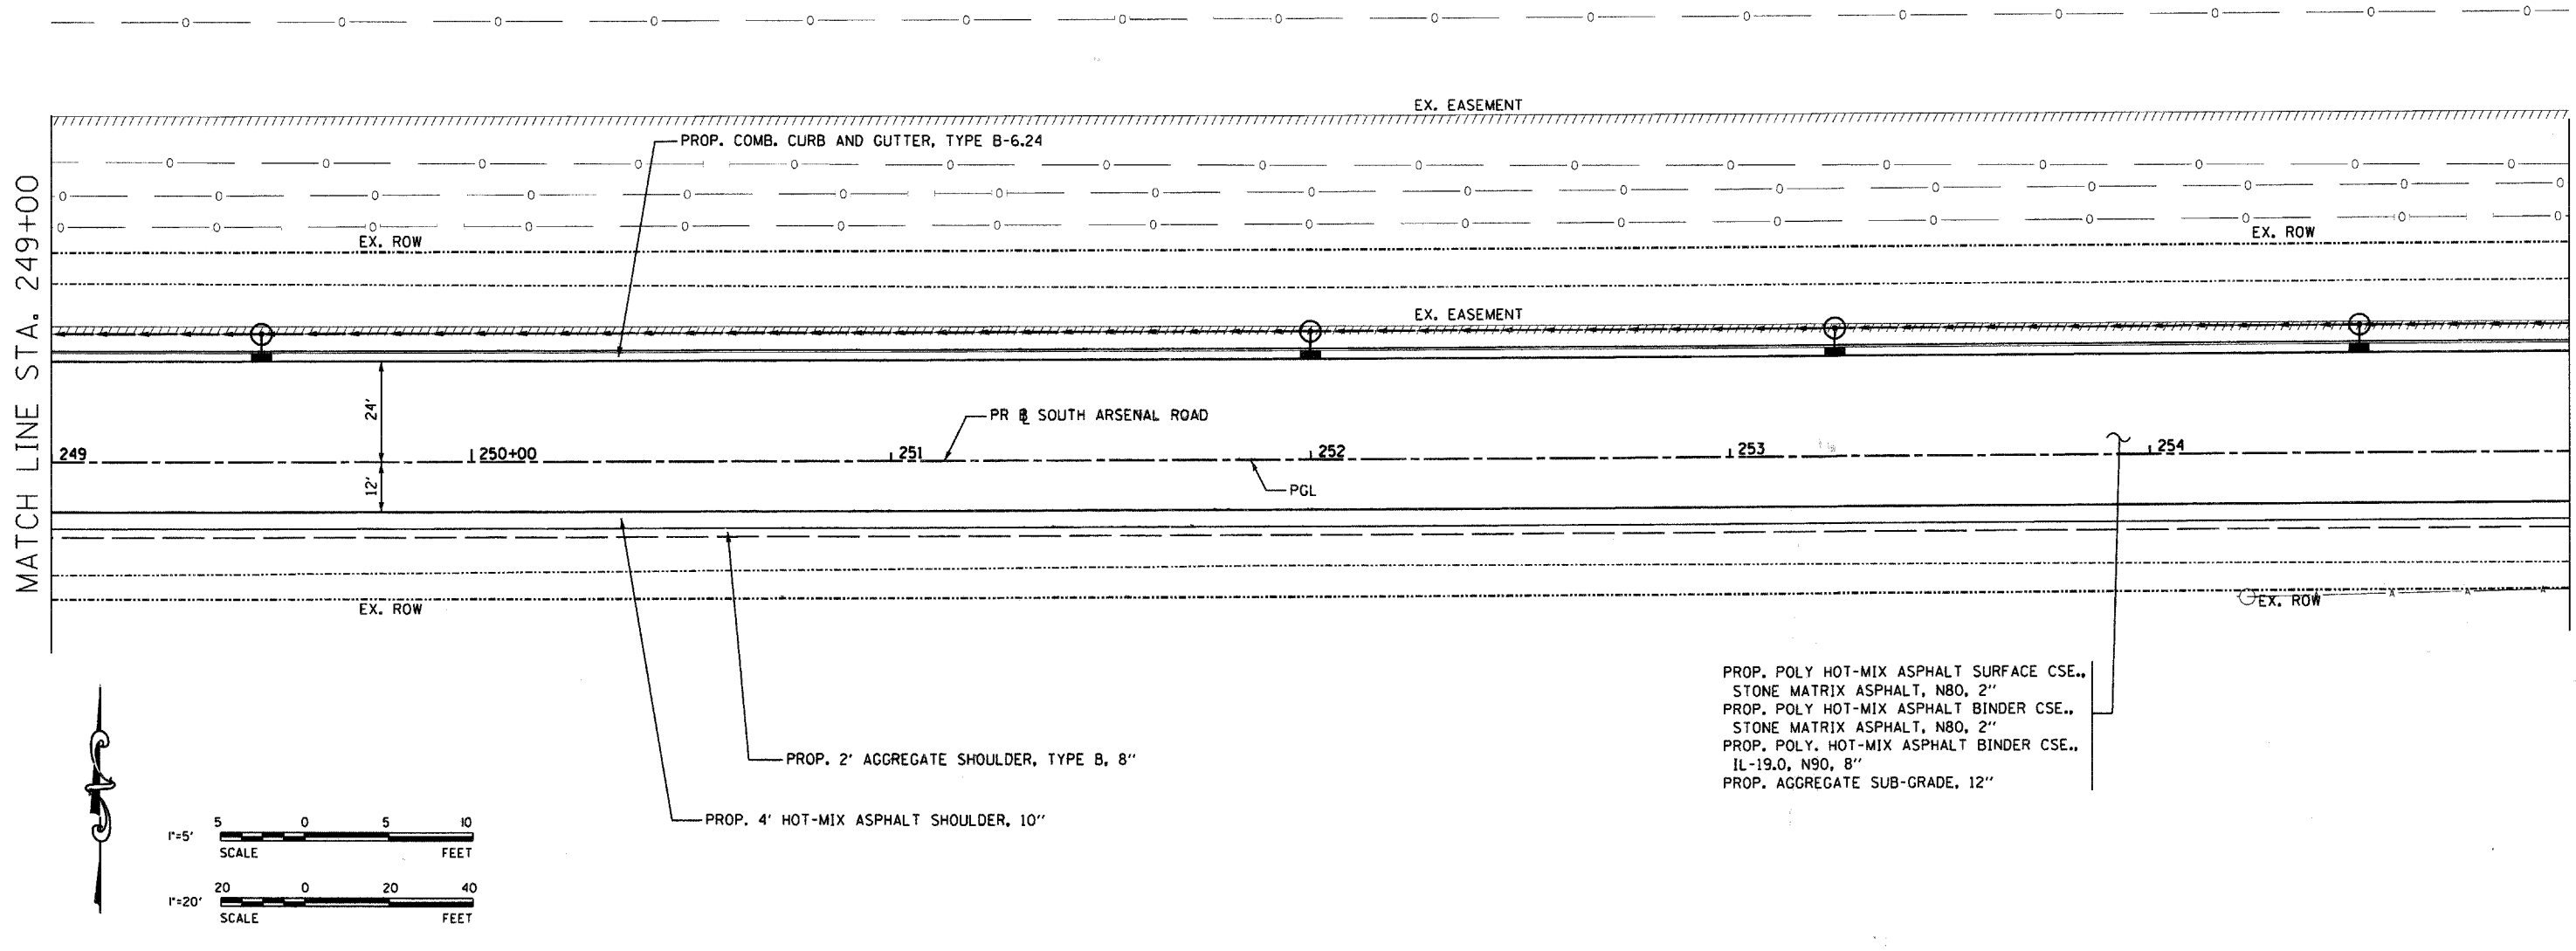 EX. EASEMENT
PROP. COMB. CURB AND GUTTER, TYPE B-6.24
MATCH LINE STA. 249+00
EX. ROW
EX. ROW
EX. EASEMENT
24'
PR ℄ SOUTH ARSENAL ROAD
249
250+00
251
252
253
254
12'
PGL
EX. ROW
EX. ROW
PROP. POLY HOT-MIX ASPHALT SURFACE CSE.,
STONE MATRIX ASPHALT, N80, 2"
PROP. POLY HOT-MIX ASPHALT BINDER CSE.,
STONE MATRIX ASPHALT, N80, 2"
PROP. POLY. HOT-MIX ASPHALT BINDER CSE.,
IL-19.0, N90, 8"
PROP. AGGREGATE SUB-GRADE, 12"
PROP. 2' AGGREGATE SHOULDER, TYPE B, 8"
PROP. 4' HOT-MIX ASPHALT SHOULDER, 10"
5 0 5 10
1"=5'
SCALE FEET
20 0 20 40
1"=20'
SCALE FEET